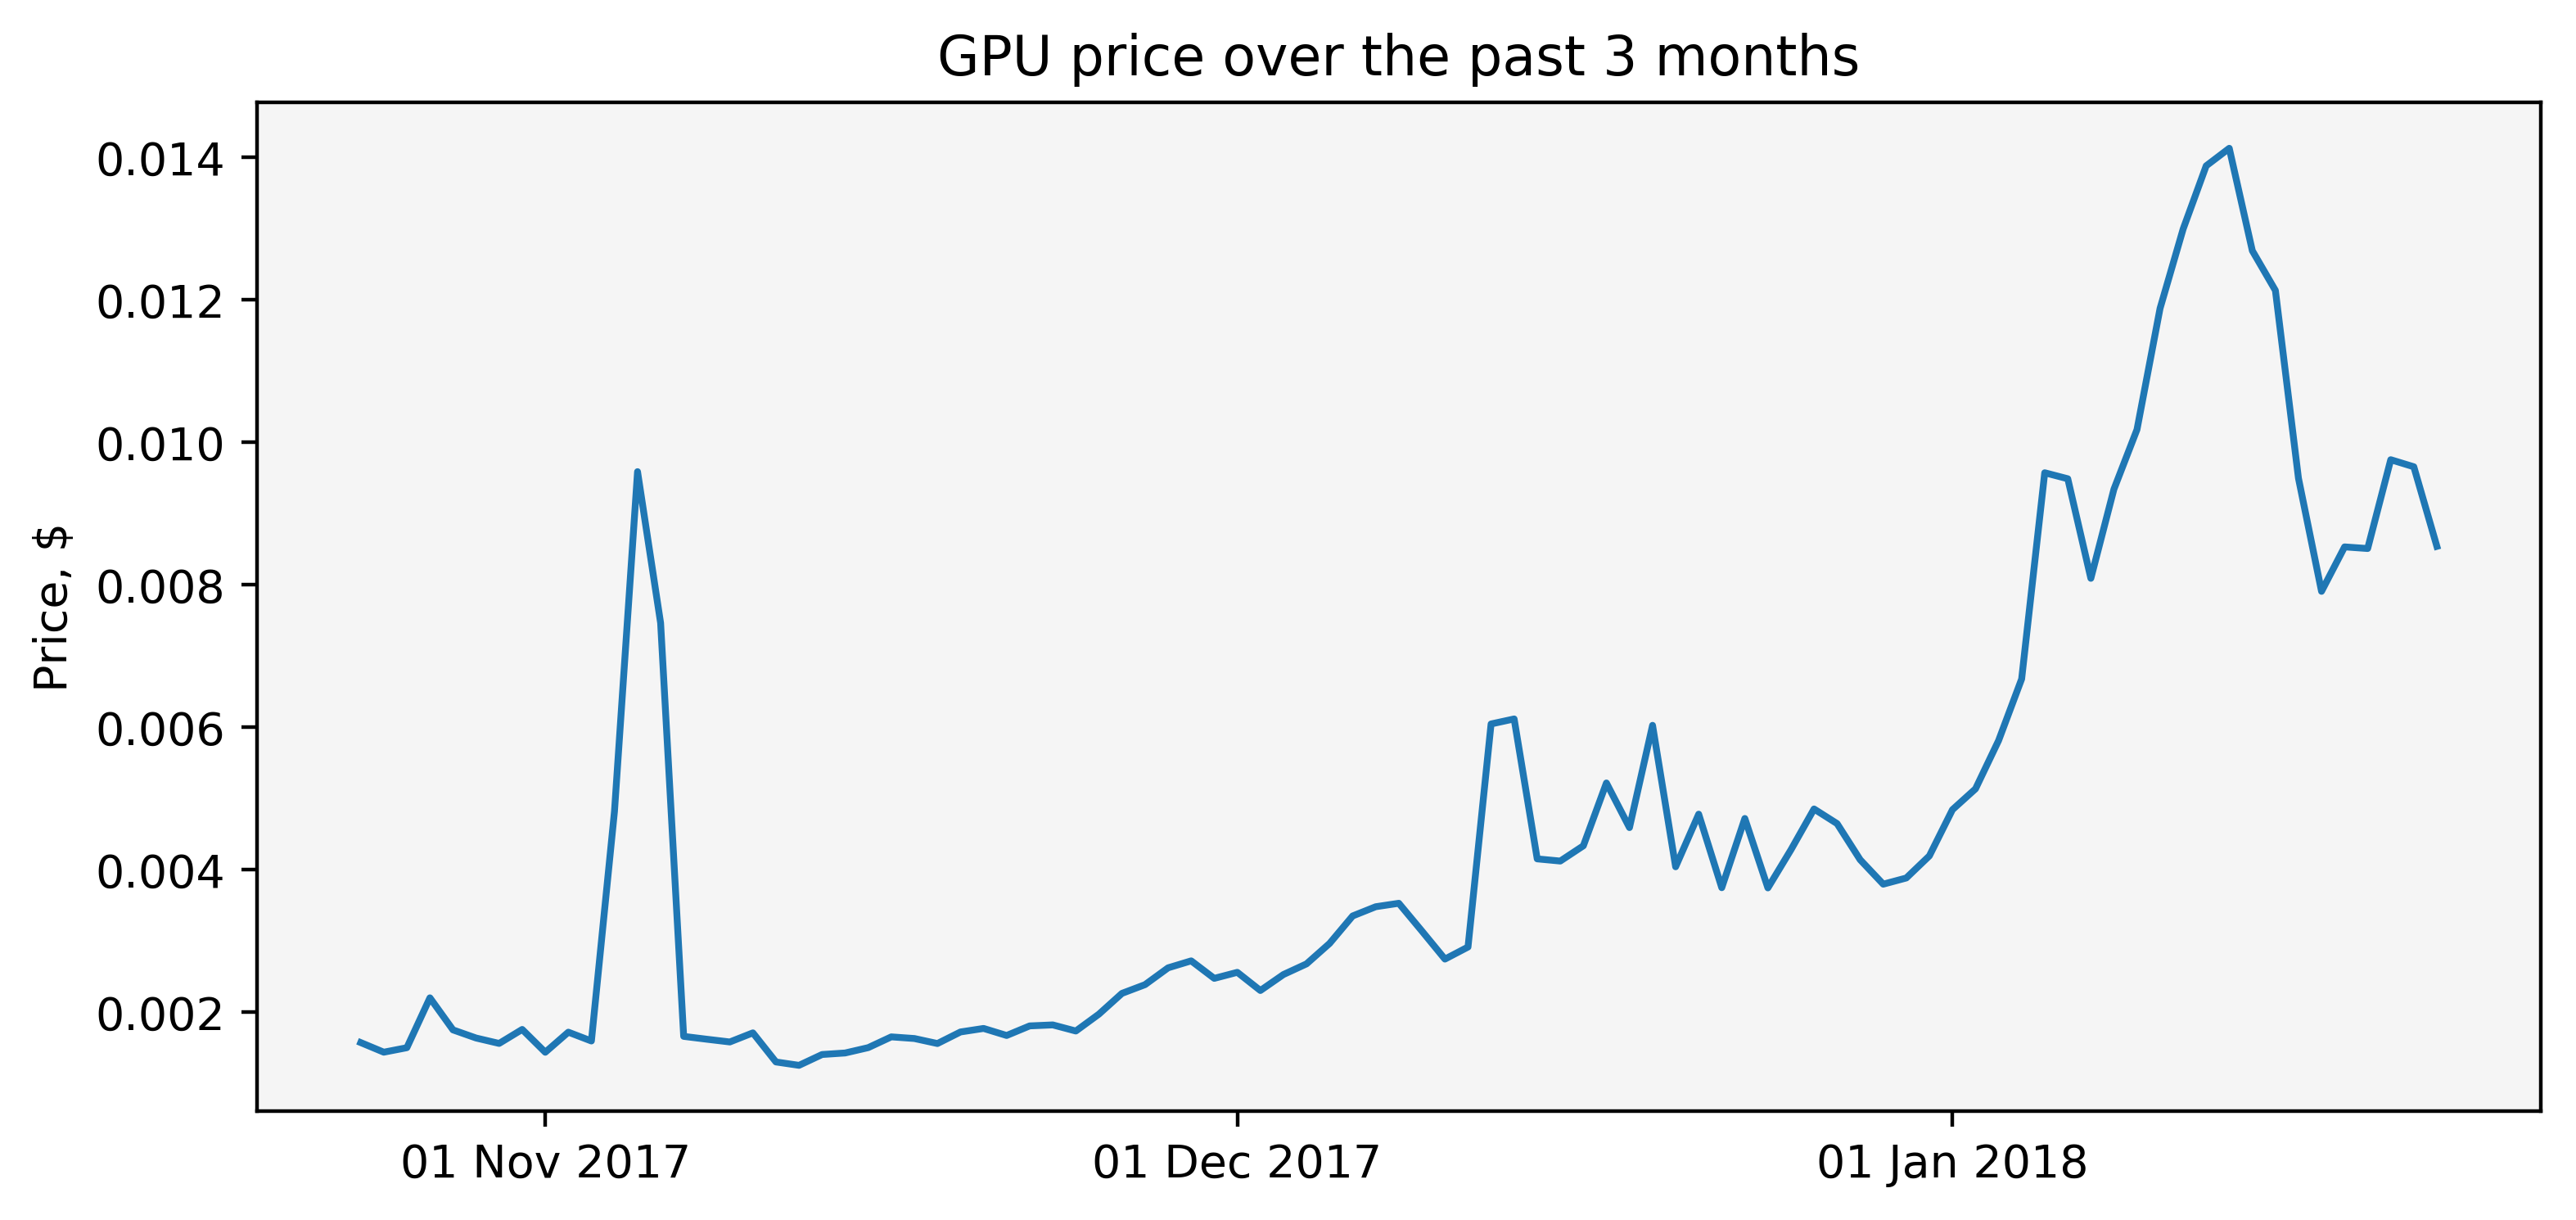 GPU price over the past 3 months
Price, $
0.014
0.012
0.010
0.008
0.006
0.004
0.002
01 Nov 2017
01 Dec 2017
01 Jan 2018